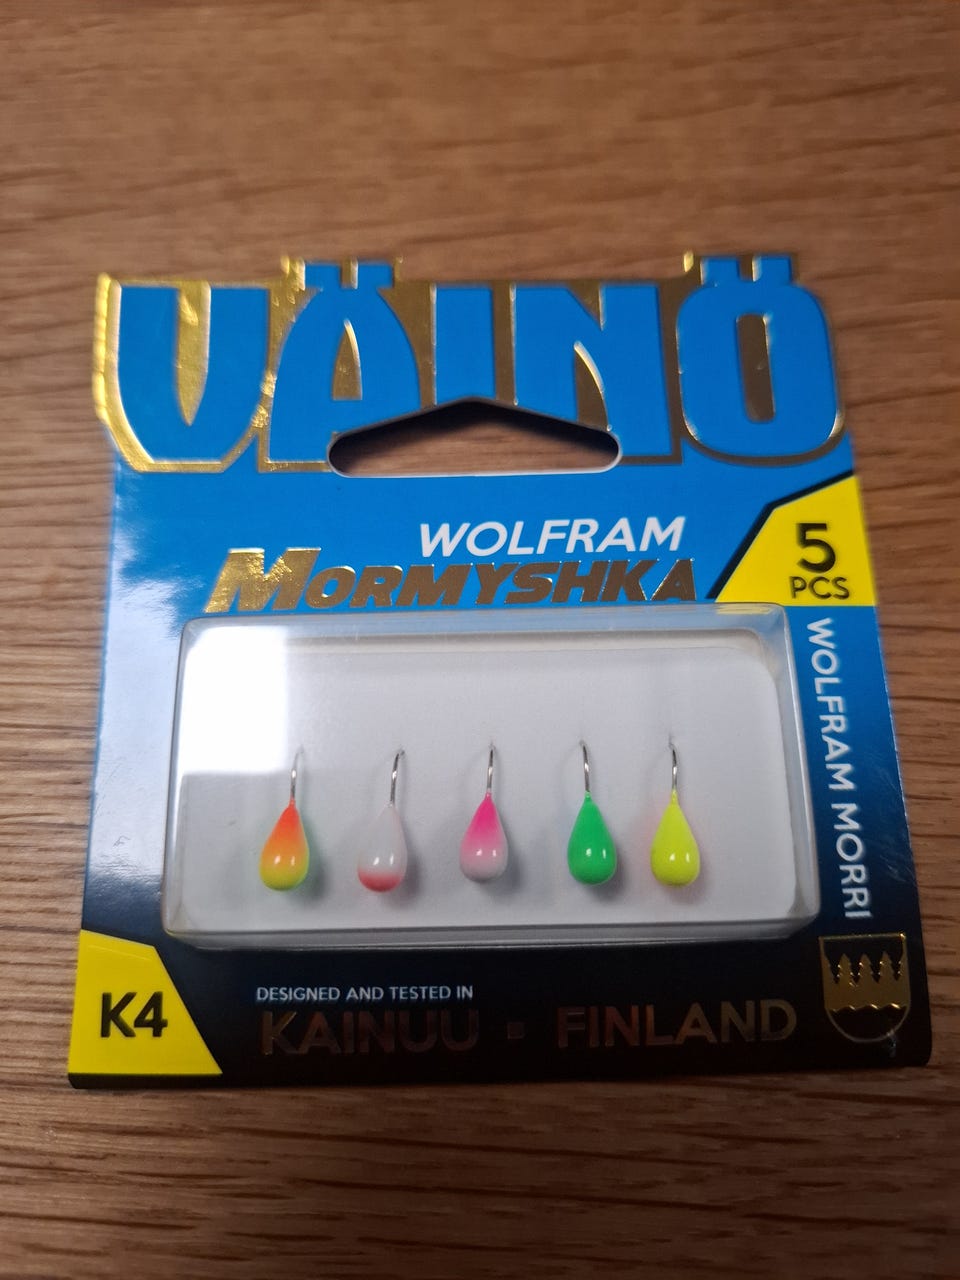 VÄINÖ
WOLFRAM
MORMYSHKA
5
PCS
WOLFRAM MORRI
K4
DESIGNED AND TESTED IN
KAINUU ▪ FINLAND